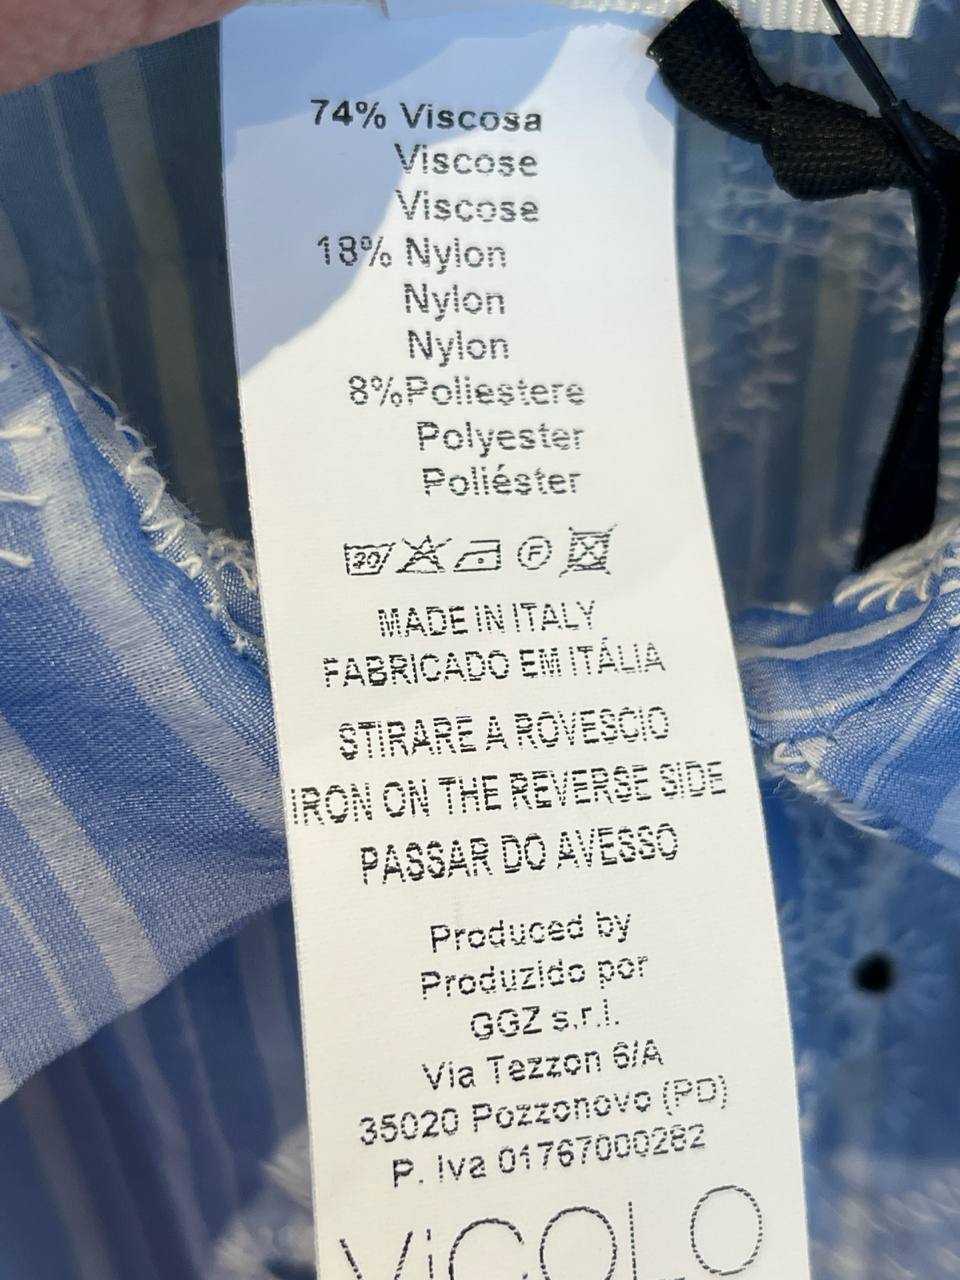 74% Viscosa
Viscose
Viscose
18% Nylon
Nylon
Nylon
8%Poliestere
Polyester
Poliéster
30 F
MADE IN ITALY
FABRICADO EM ITÁLIA
STIRARE A ROVESCIO
IRON ON THE REVERSE SIDE
PASSAR DO AVESSO
Produced by
Produzido por
GGZ s.r.l.
Via Tezzon 6/A
35020 Pozzonovo (PD)
P. Iva 01767000282
ViCOLO